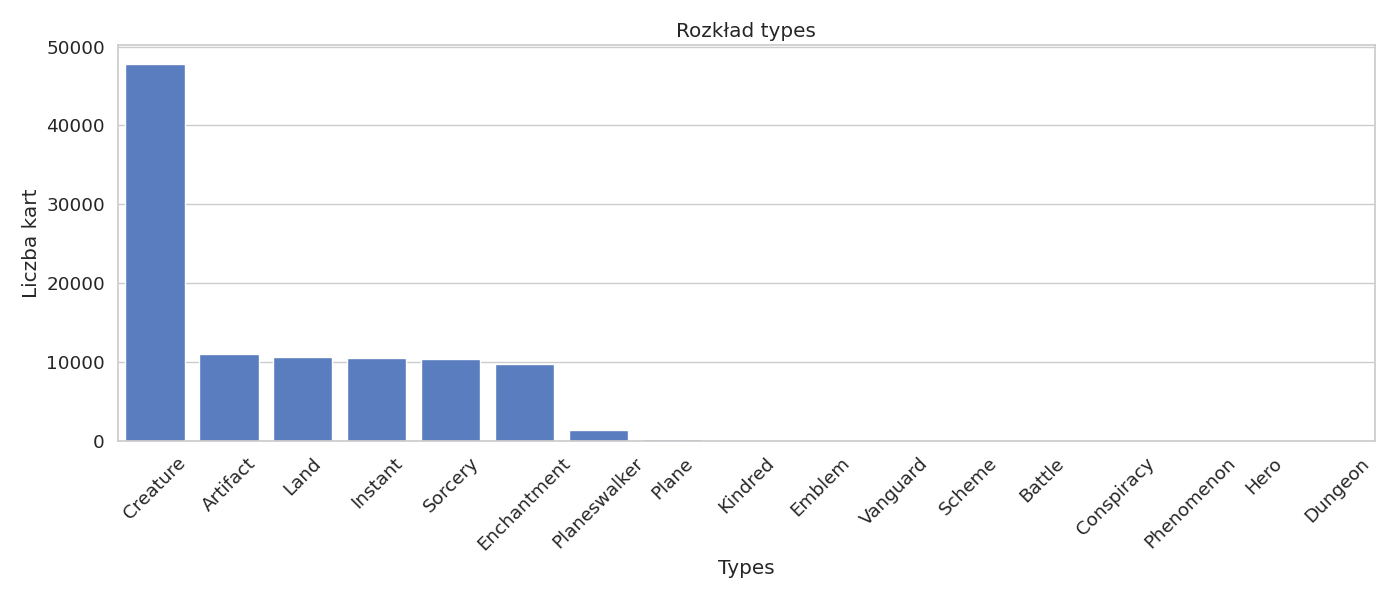 Rozkład types
Liczba kart
50000
40000
30000
20000
10000
0
Creature
Artifact
Land
Instant
Sorcery
Enchantment
Planeswalker
Plane
Kindred
Emblem
Vanguard
Scheme
Battle
Conspiracy
Phenomenon
Hero
Dungeon
Types